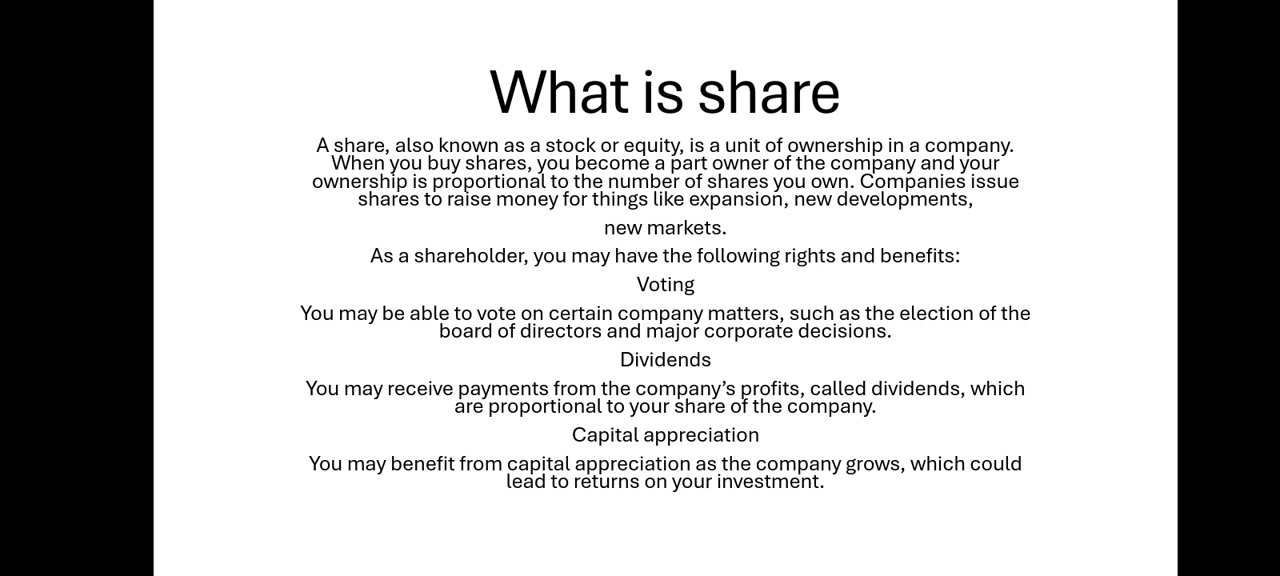 What is share
A share, also known as a stock or equity, is a unit of ownership in a company.
When you buy shares, you become a part owner of the company and your
ownership is proportional to the number of shares you own. Companies issue
shares to raise money for things like expansion, new developments,
new markets.
As a shareholder, you may have the following rights and benefits:
Voting
You may be able to vote on certain company matters, such as the election of the
board of directors and major corporate decisions.
Dividends
You may receive payments from the company’s profits, called dividends, which
are proportional to your share of the company.
Capital appreciation
You may benefit from capital appreciation as the company grows, which could
lead to returns on your investment.